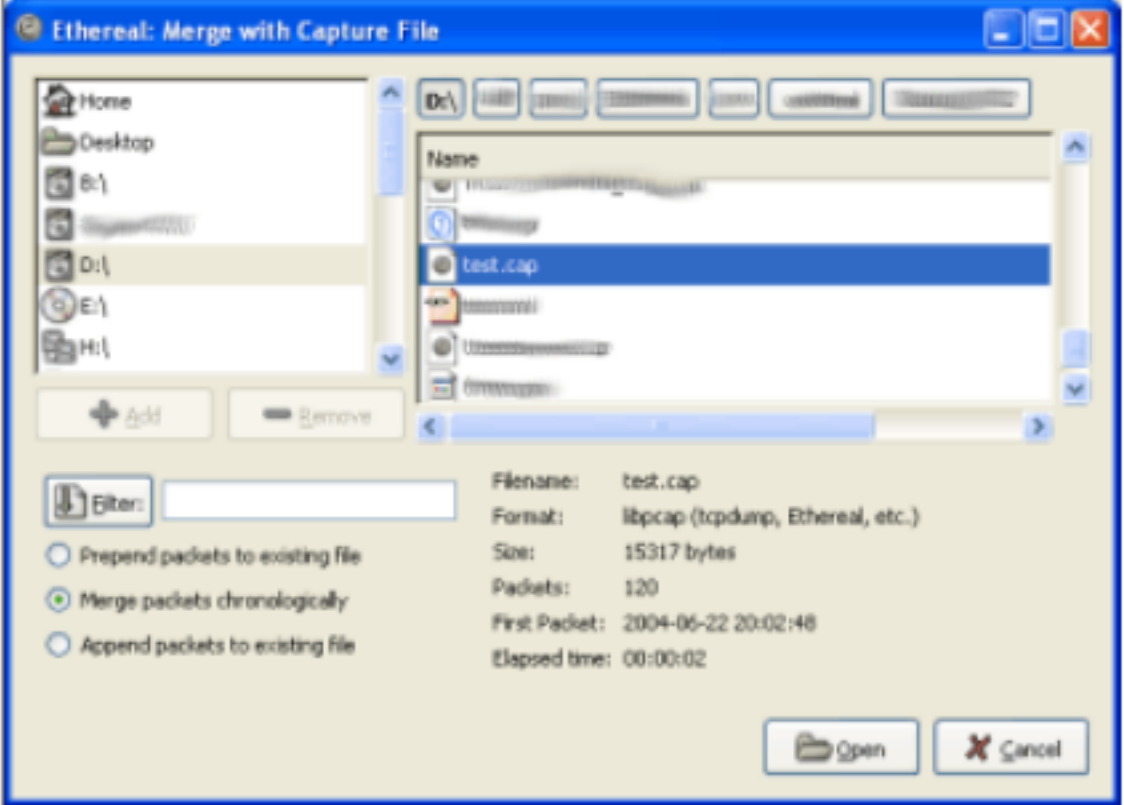 Ethereal: Merge with Capture File
Home
Desktop
B:\
D:\
E:\
H:\
Add
Remove
D:\
Name
test.cap
Filter:
Prepend packets to existing file
Merge packets chronologically
Append packets to existing file
Filename: test.cap
Format: libpcap (tcpdump, Ethereal, etc.)
Size: 15317 bytes
Packets: 120
First Packet: 2004-06-22 20:02:48
Elapsed time: 00:00:02
Open
Cancel